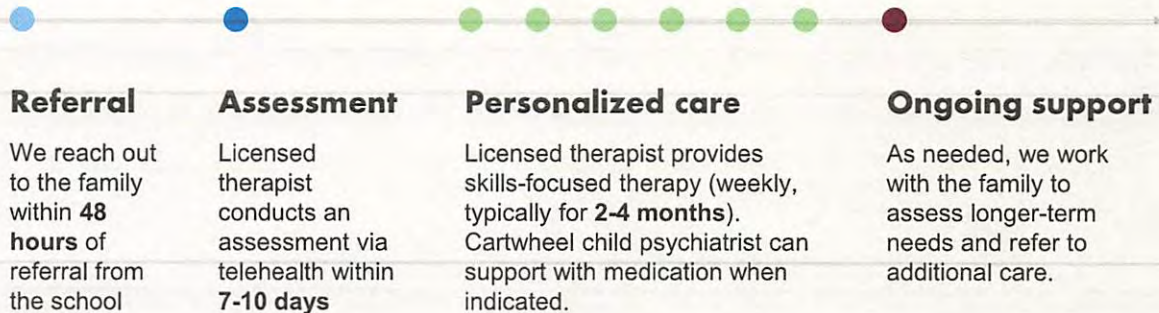 Referral
We reach out
to the family
within 48
hours of
referral from
the school
Assessment
Licensed
therapist
conducts an
assessment via
telehealth within
7-10 days
Personalized care
Licensed therapist provides
skills-focused therapy (weekly,
typically for 2-4 months).
Cartwheel child psychiatrist can
support with medication when
indicated.
Ongoing support
As needed, we work
with the family to
assess longer-term
needs and refer to
additional care.